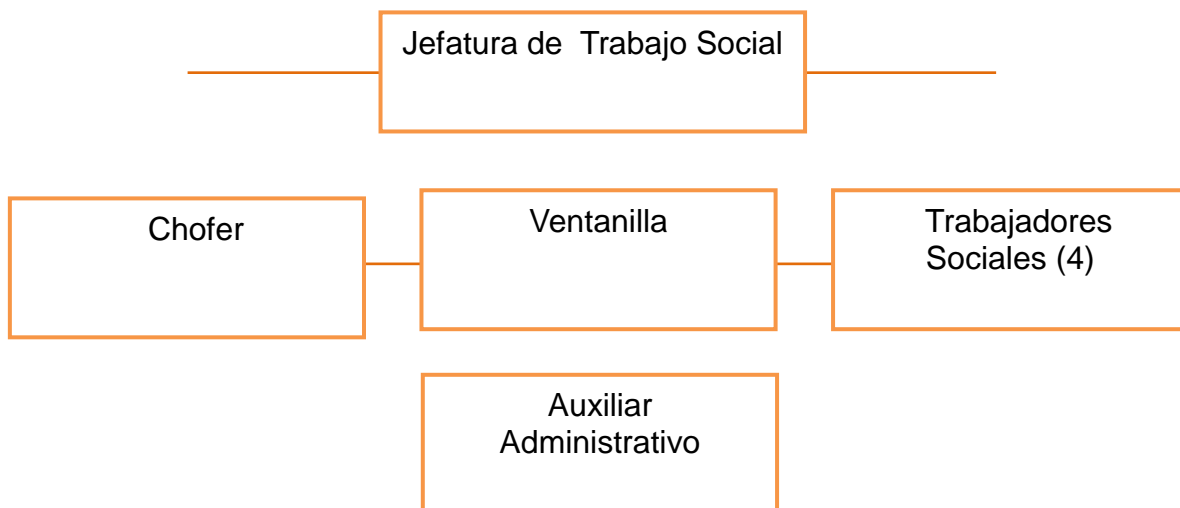 Jefatura de  Trabajo Social
Chofer
Ventanilla
Trabajadores
Sociales (4)
Auxiliar
Administrativo